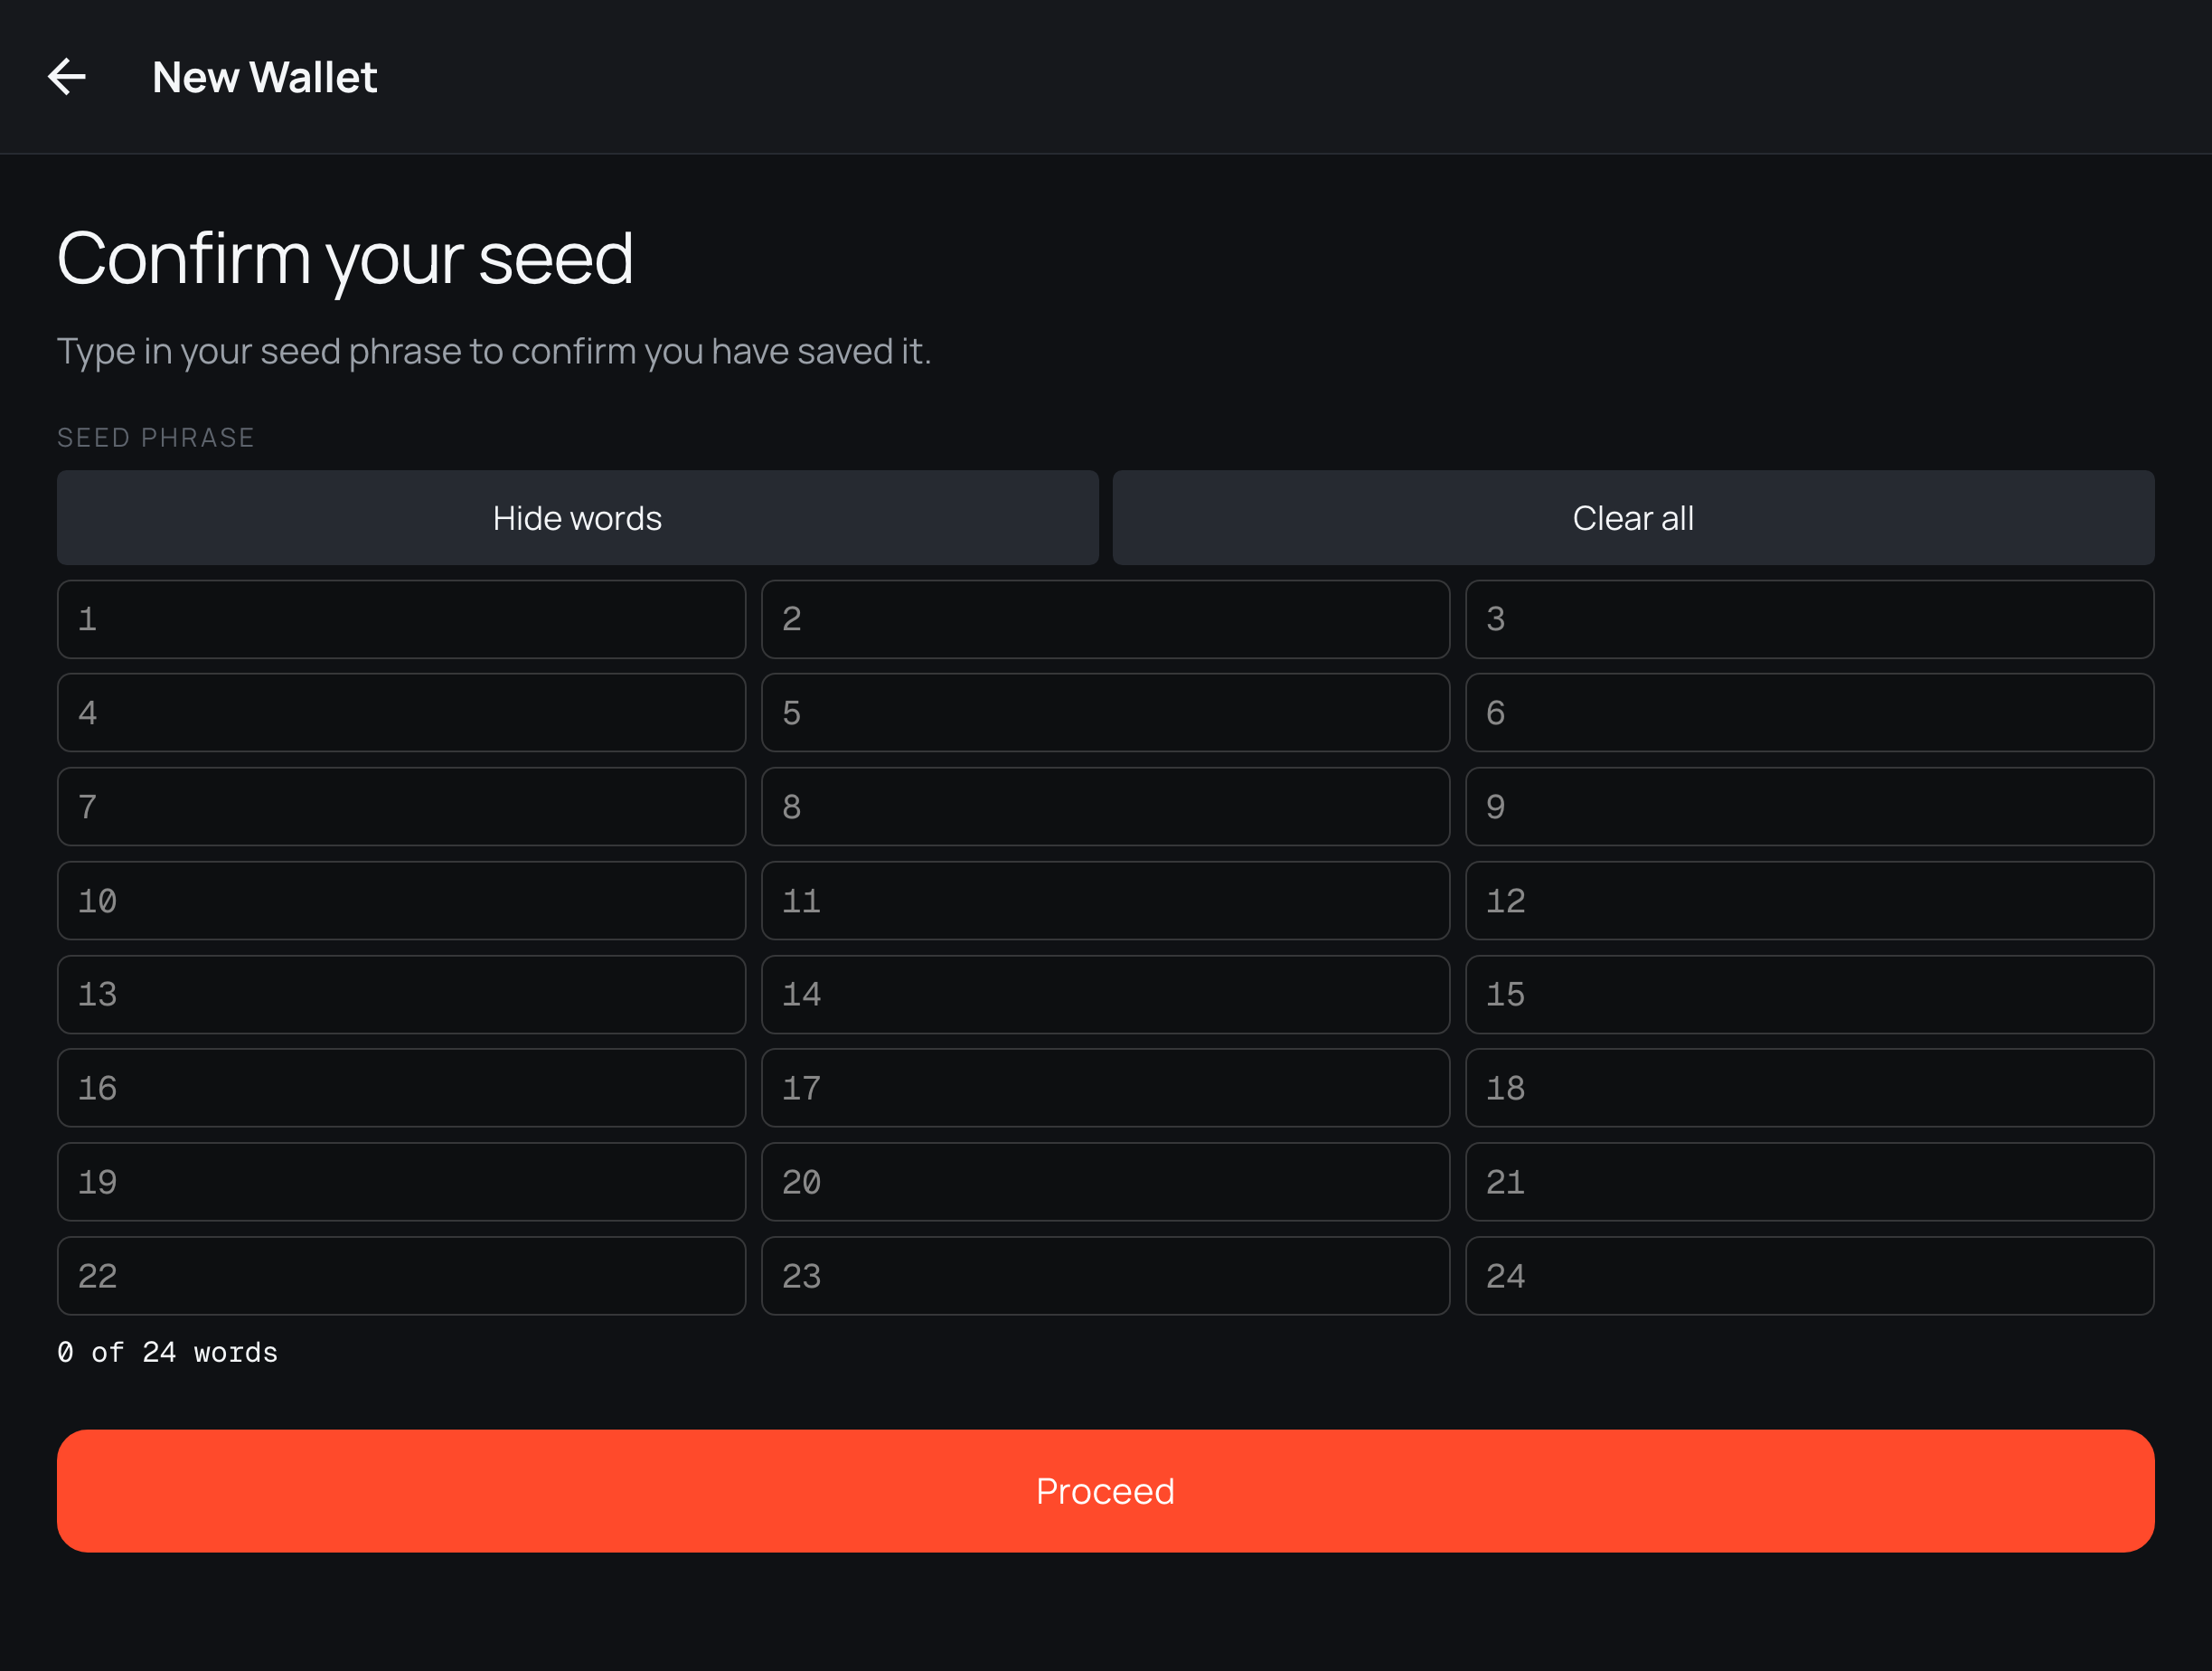 New Wallet
Confirm your seed
Type in your seed phrase to confirm you have saved it.
SEED PHRASE
Hide words Clear all
1 2 3
4 5 6
7 8 9
10 11 12
13 14 15
16 17 18
19 20 21
22 23 24
0 of 24 words
Proceed